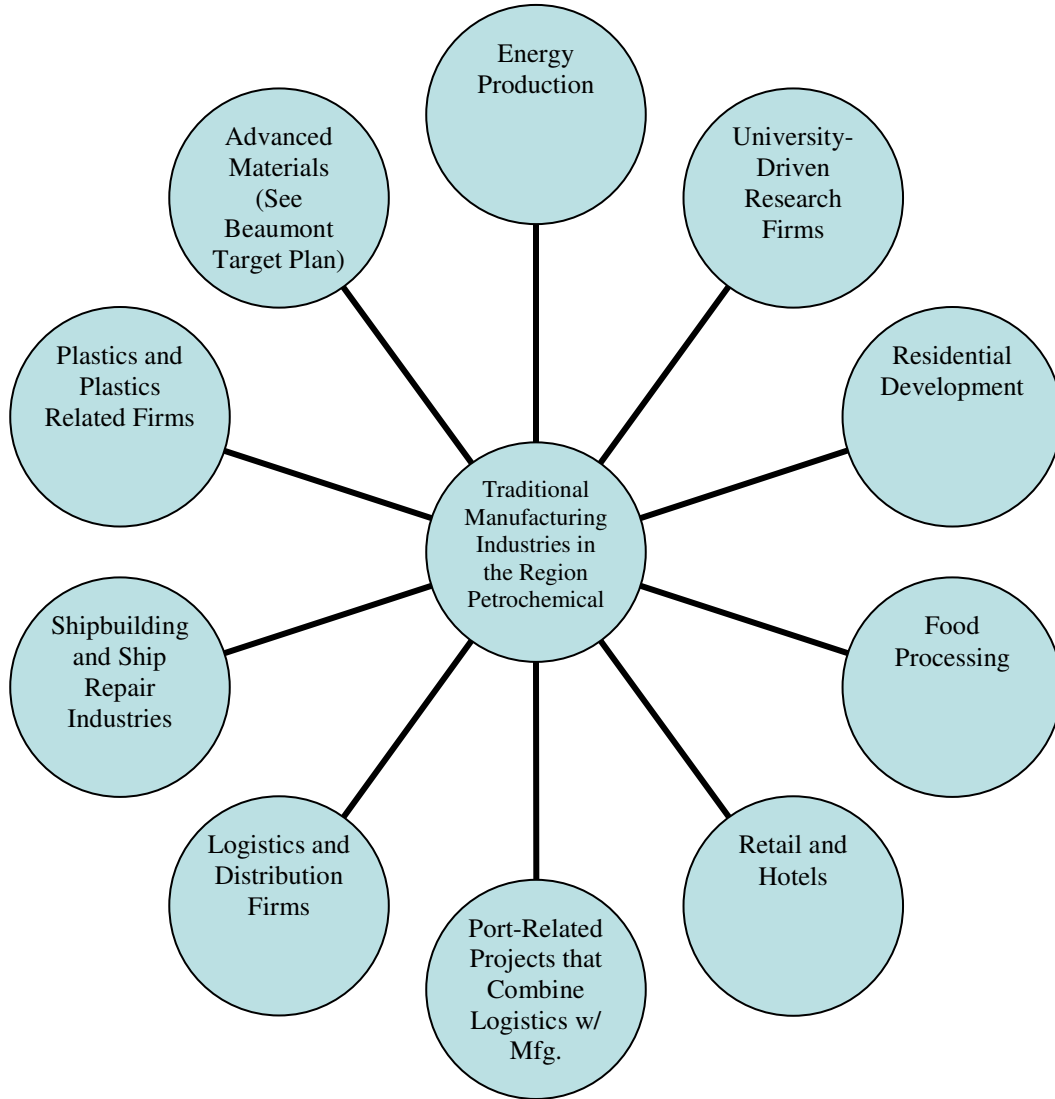 Energy
Production
University-
Driven
Research
Firms
Residential
Development
Food
Processing
Retail and
Hotels
Port-Related
Projects that
Combine
Logistics w/
Mfg.
Logistics and
Distribution
Firms
Shipbuilding
and Ship
Repair
Industries
Plastics and
Plastics
Related Firms
Advanced
Materials
(See
Beaumont
Target Plan)
Traditional
Manufacturing
Industries in
the Region
Petrochemical